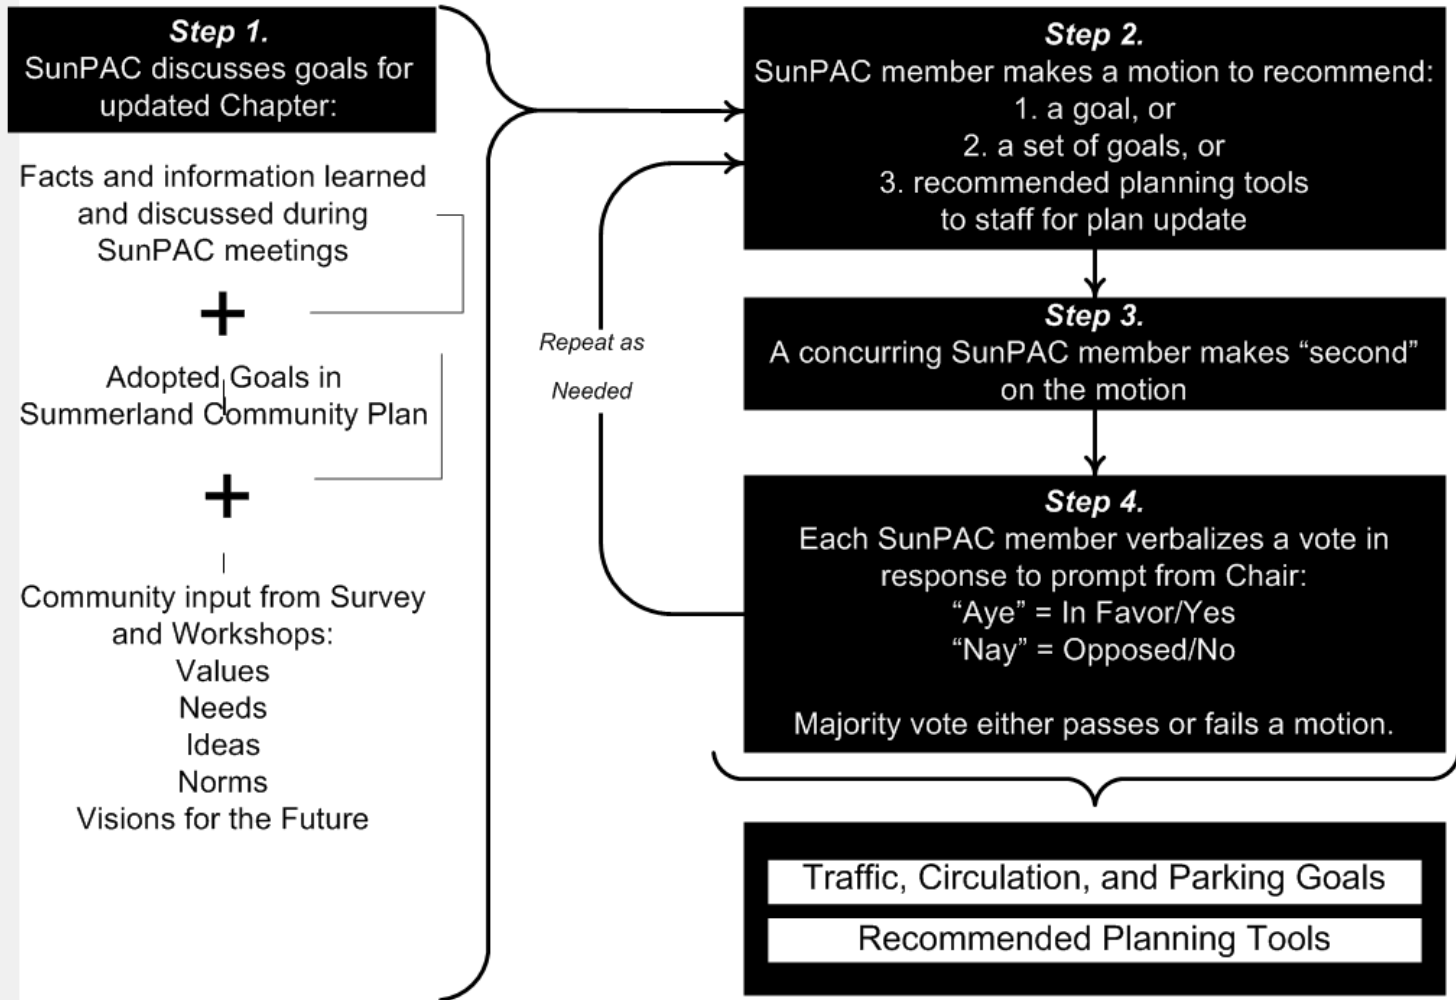 Step 1.
SunPAC discusses goals for
updated Chapter:
Facts and information learned
and discussed during
SunPAC meetings
+
Adopted Goals in
Summerland Community Plan
+
Community input from Survey
and Workshops:
Values
Needs
Ideas
Norms
Visions for the Future
Repeat as
Needed
Step 2.
SunPAC member makes a motion to recommend:
1. a goal, or
2. a set of goals, or
3. recommended planning tools
to staff for plan update
Step 3.
A concurring SunPAC member makes “second”
on the motion
Step 4.
Each SunPAC member verbalizes a vote in
response to prompt from Chair:
“Aye” = In Favor/Yes
“Nay” = Opposed/No
Majority vote either passes or fails a motion.
Traffic, Circulation, and Parking Goals
Recommended Planning Tools